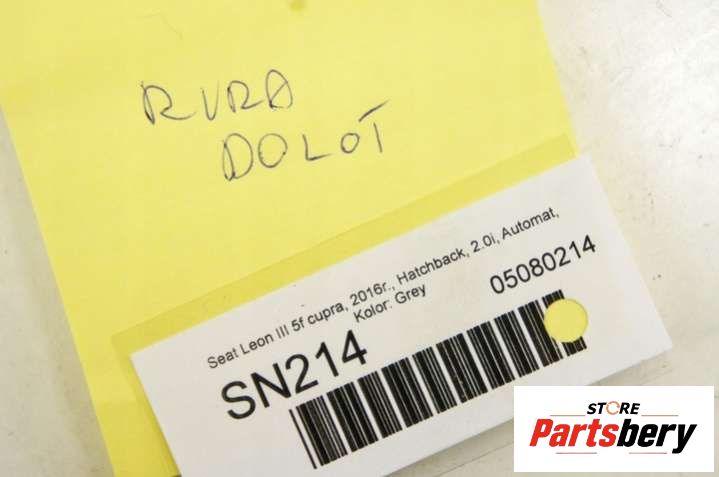 RURA
DOLOT
Seat Leon III 5f cupra, 2016r., Hatchback, 2.0i, Automat,
Kolor: Grey
05080214
SN214
STORE
Partsbery